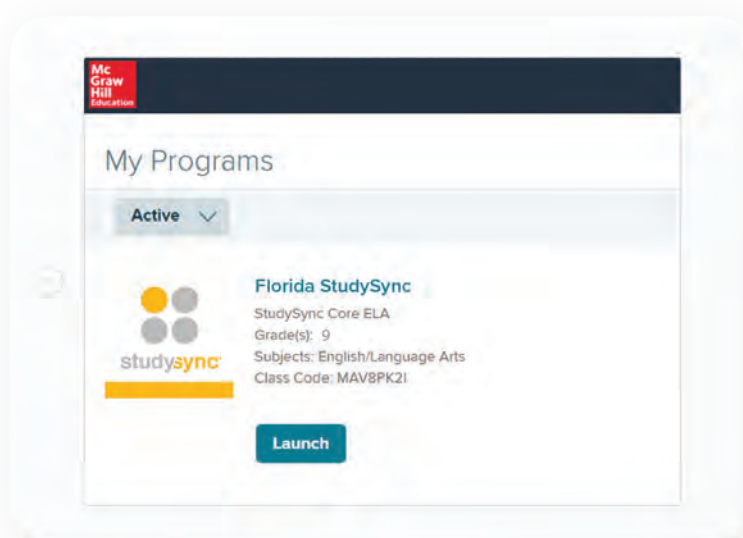 Mc
Graw
Hill
Education
My Programs
Active
studysync
Florida StudySync
StudySync Core ELA
Grade(s): 9
Subjects: English/Language Arts
Class Code: MAV8PK2I
Launch